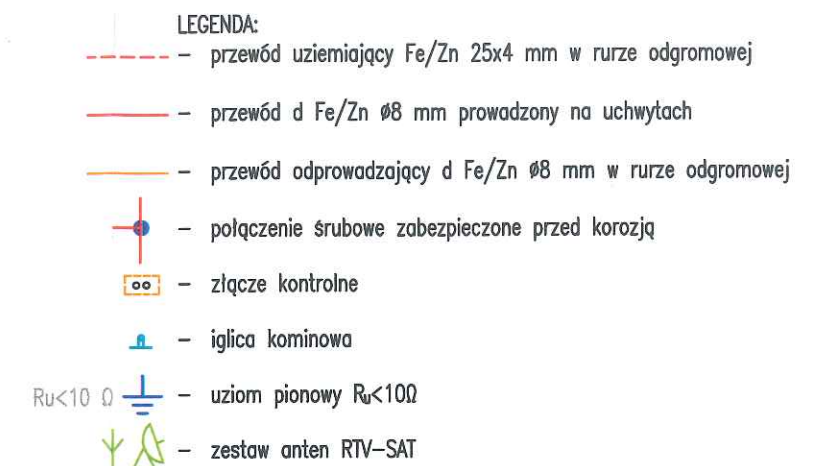 LEGENDA:
– przewód uziemiający Fe/Zn 25x4 mm w rurze odgromowej
– przewód d Fe/Zn Ø8 mm prowadzony na uchwytach
– przewód odprowadzający d Fe/Zn Ø8 mm w rurze odgromowej
– połączenie śrubowe zabezpieczone przed korozją
– złącze kontrolne
– iglica kominowa
Ru<10 Ω – uziom pionowy Ru<10Ω
– zestaw anten RTV–SAT